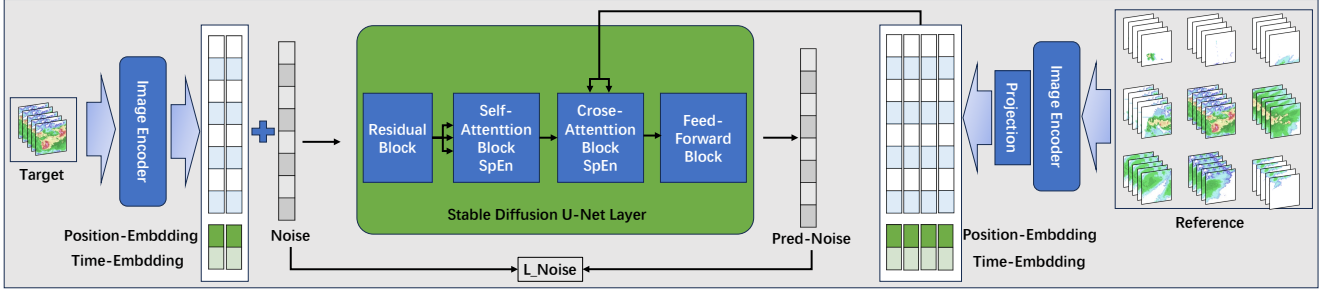 Target
Image Encoder
Position-Embdding
Time-Embdding
Noise
Residual
Block
Self-
Attenttion
Block
SpEn
Crose-
Attenttion
Block
SpEn
Feed-
Forward
Block
Stable Diffusion U-Net Layer
Pred-Noise
L_Noise
Position-Embdding
Time-Embdding
Projection
Image Encoder
Reference